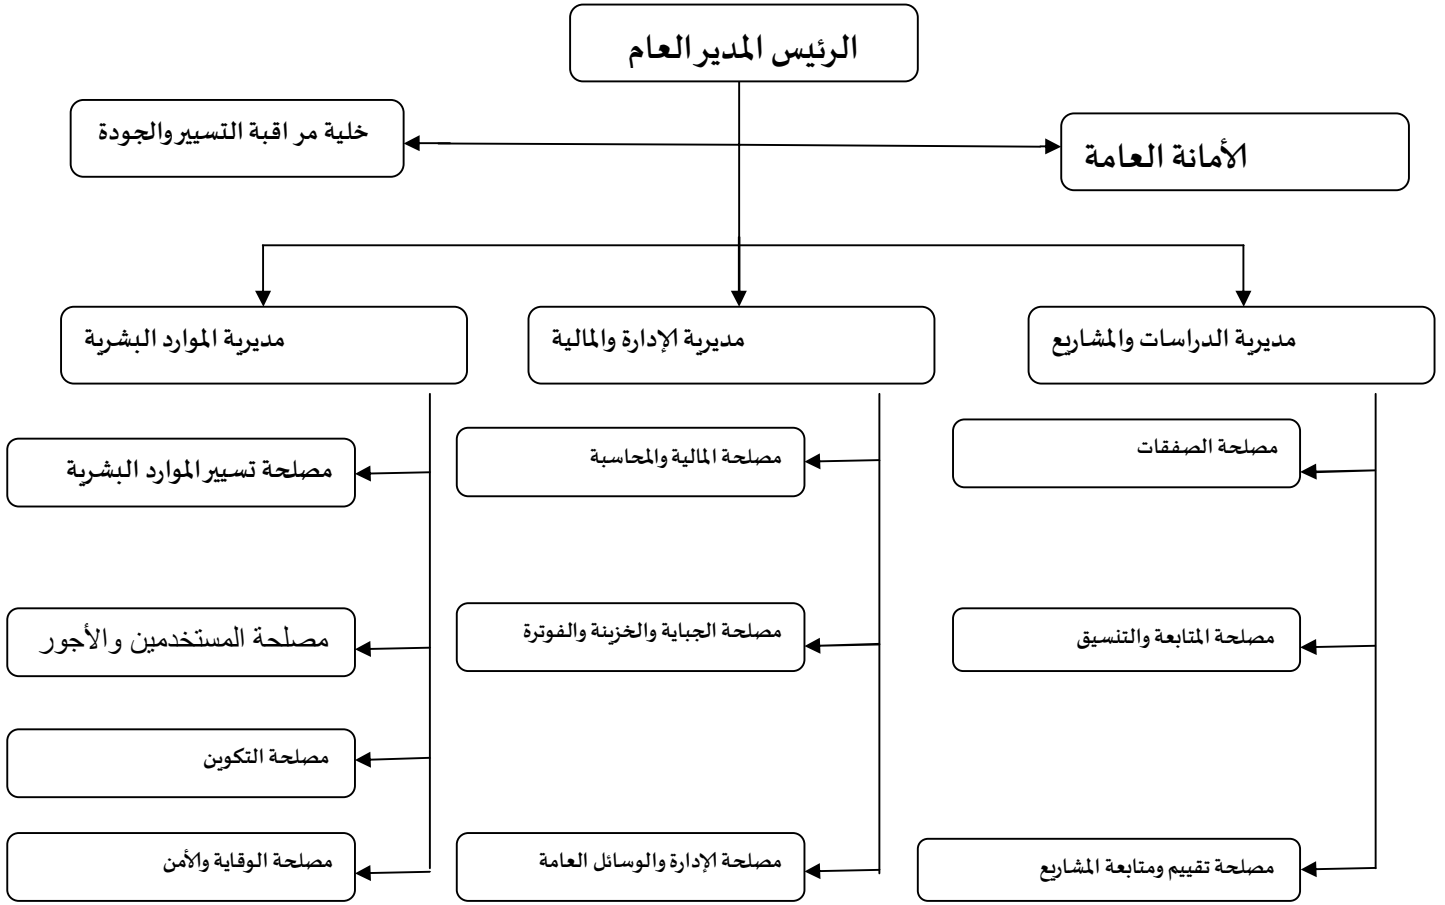 الرئيس المدير العام
الأمانة العامة
خلية مراقبة التسيير والجودة
مديرية الدراسات والمشاريع
مديرية الإدارة والمالية
مديرية الموارد البشرية
مصلحة الصفقات
مصلحة المالية والمحاسبة
مصلحة تسيير الموارد البشرية
مصلحة المتابعة والتنسيق
مصلحة الجباية والخزينة والفوترة
مصلحة المستخدمين والأجور
مصلحة التكوين
مصلحة تقييم ومتابعة المشاريع
مصلحة الإدارة والوسائل العامة
مصلحة الوقاية والأمن